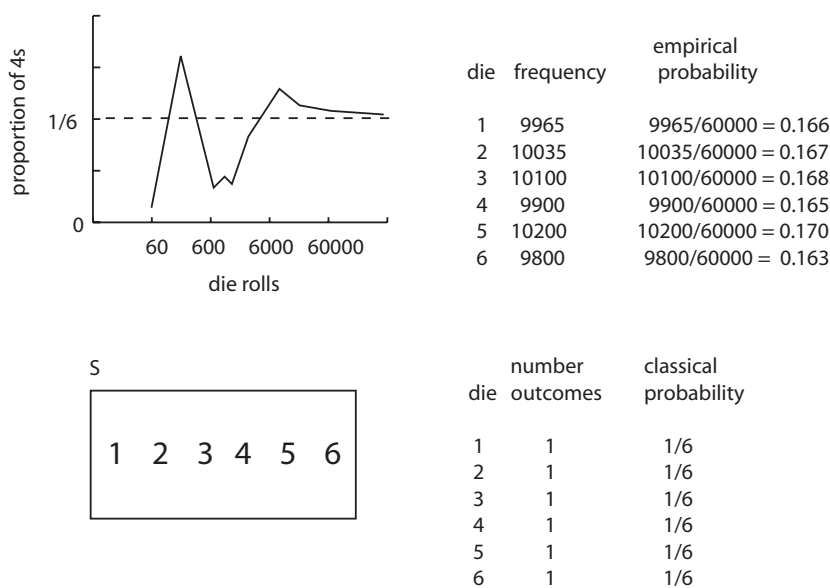 proportion of 4s
1/6
0
60 600 6000 60000
die rolls
empirical
die frequency probability
1 9965 9965/60000 = 0.166
2 10035 10035/60000 = 0.167
3 10100 10100/60000 = 0.168
4 9900 9900/60000 = 0.165
5 10200 10200/60000 = 0.170
6 9800 9800/60000 = 0.163
S
1 2 3 4 5 6
number classical
die outcomes probability
1 1 1/6
2 1 1/6
3 1 1/6
4 1 1/6
5 1 1/6
6 1 1/6